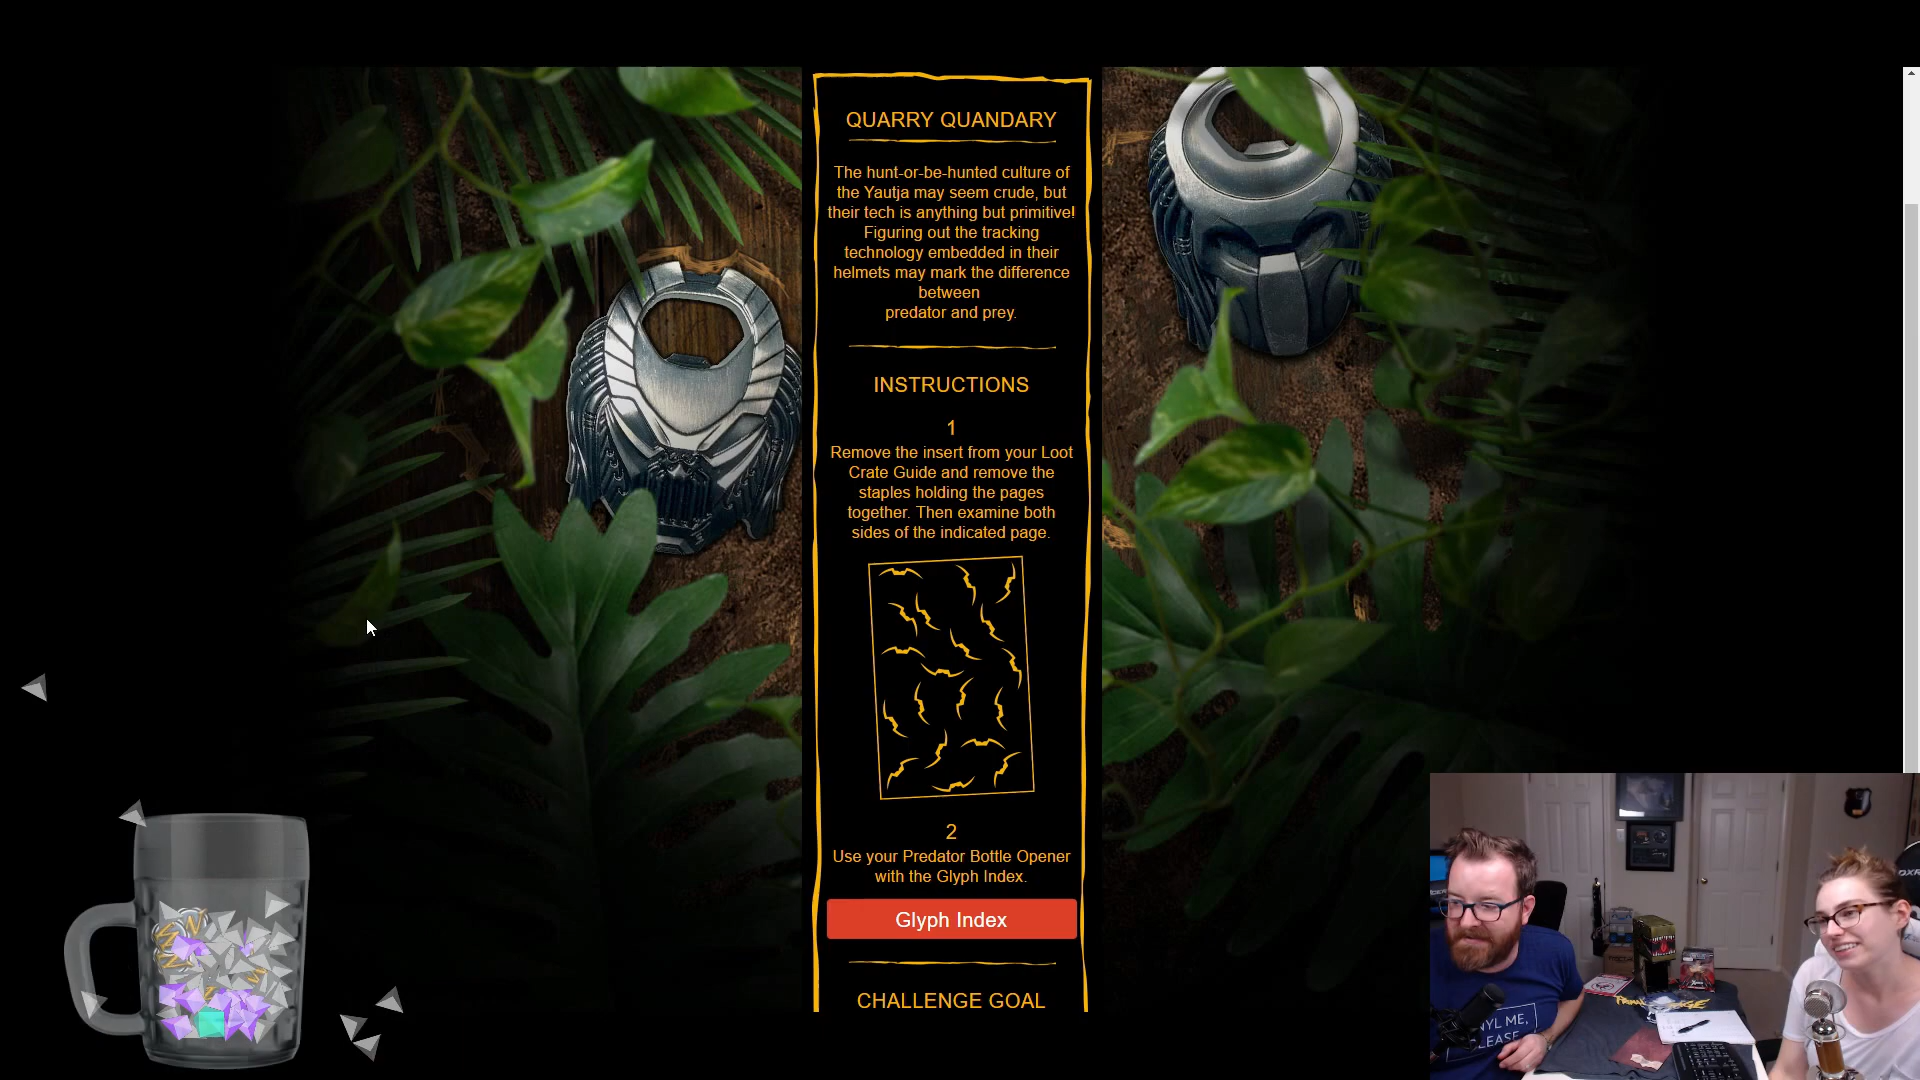 QUARRY QUANDARY
The hunt-or-be-hunted culture of
the Yautja may seem crude, but
their tech is anything but primitive!
Figuring out the tracking
technology embedded in their
helmets may mark the difference
between
predator and prey.
INSTRUCTIONS
1
Remove the insert from your Loot
Crate Guide and remove the
staples holding the pages
together. Then examine both
sides of the indicated page.
2
Use your Predator Bottle Opener
with the Glyph Index.
Glyph Index
CHALLENGE GOAL